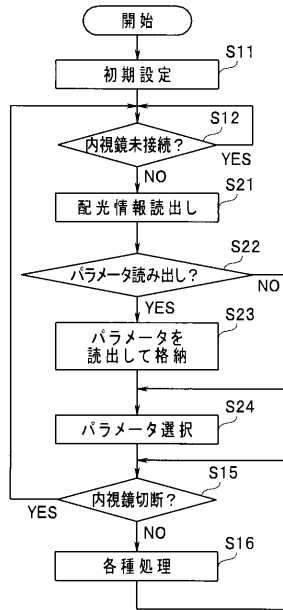 開始
S11
初期設定
S12
内視鏡未接続?
YES
NO
S21
配光情報読出し
S22
パラメータ読み出し?
NO
YES
S23
パラメータを
読出して格納
S24
パラメータ選択
S15
内視鏡切断?
YES
NO
S16
各種処理